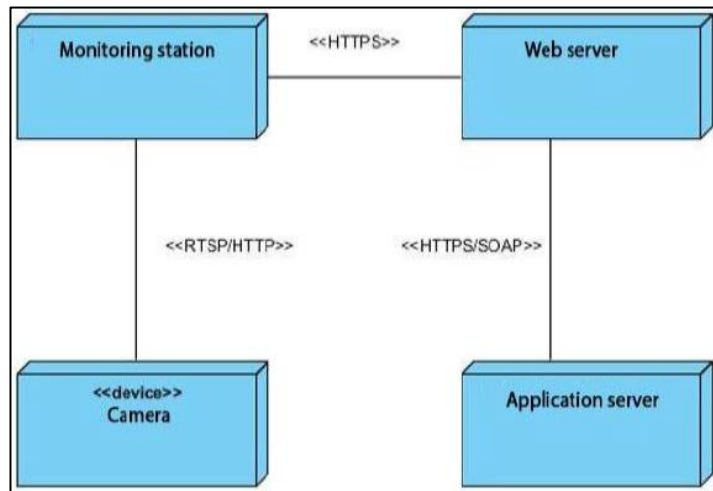 Monitoring station
<<HTTPS>>
Web server
<<RTSP/HTTP>>
<<HTTPS/SOAP>>
<<device>>
Camera
Application server